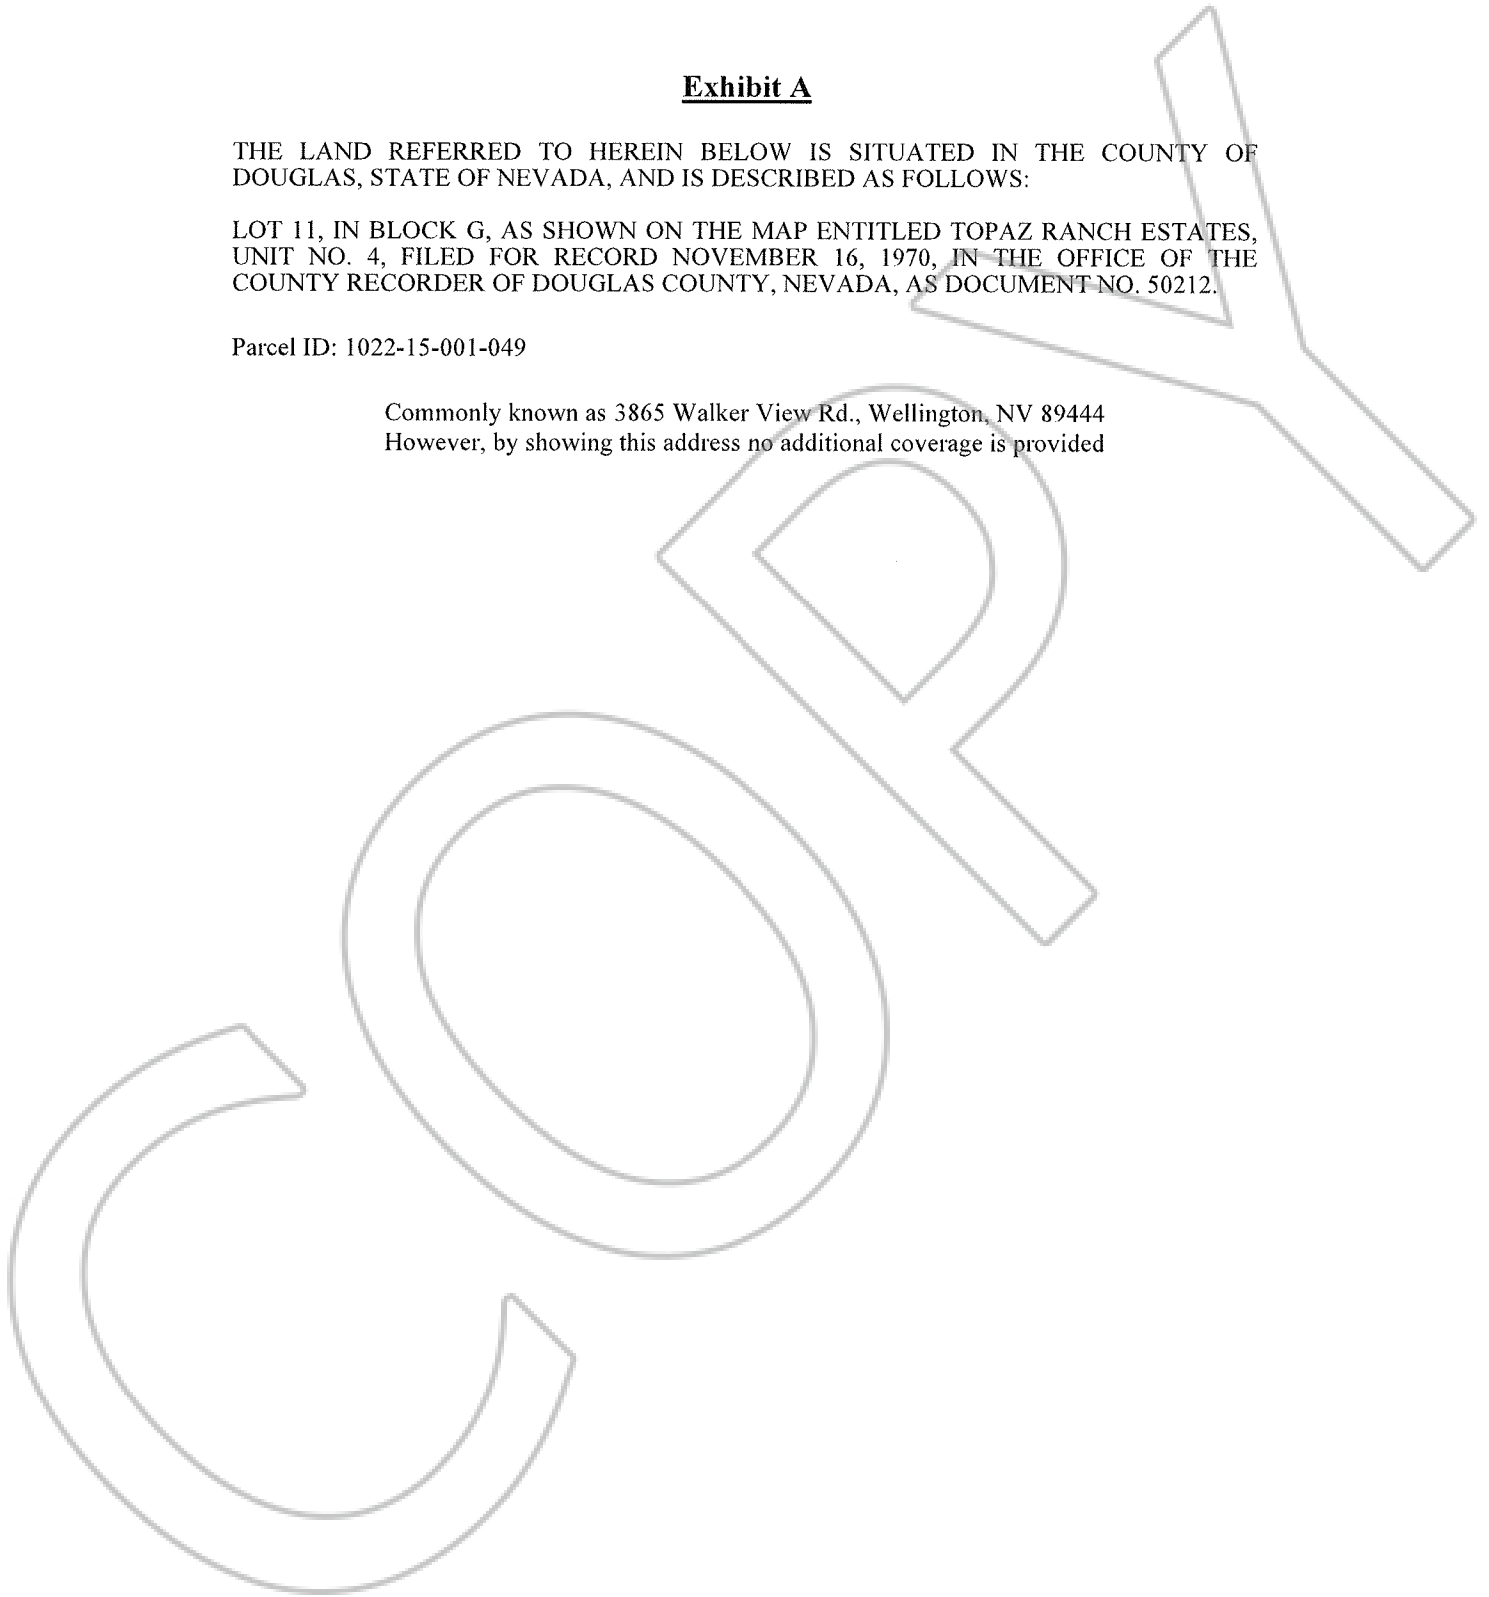 Exhibit A
THE LAND REFERRED TO HEREIN BELOW IS SITUATED IN THE COUNTY OF
DOUGLAS, STATE OF NEVADA, AND IS DESCRIBED AS FOLLOWS:
LOT 11, IN BLOCK G, AS SHOWN ON THE MAP ENTITLED TOPAZ RANCH ESTATES,
UNIT NO. 4, FILED FOR RECORD NOVEMBER 16, 1970, IN THE OFFICE OF THE
COUNTY RECORDER OF DOUGLAS COUNTY, NEVADA, AS DOCUMENT NO. 50212.
Parcel ID: 1022-15-001-049
Commonly known as 3865 Walker View Rd., Wellington, NV 89444
However, by showing this address no additional coverage is provided
COPY